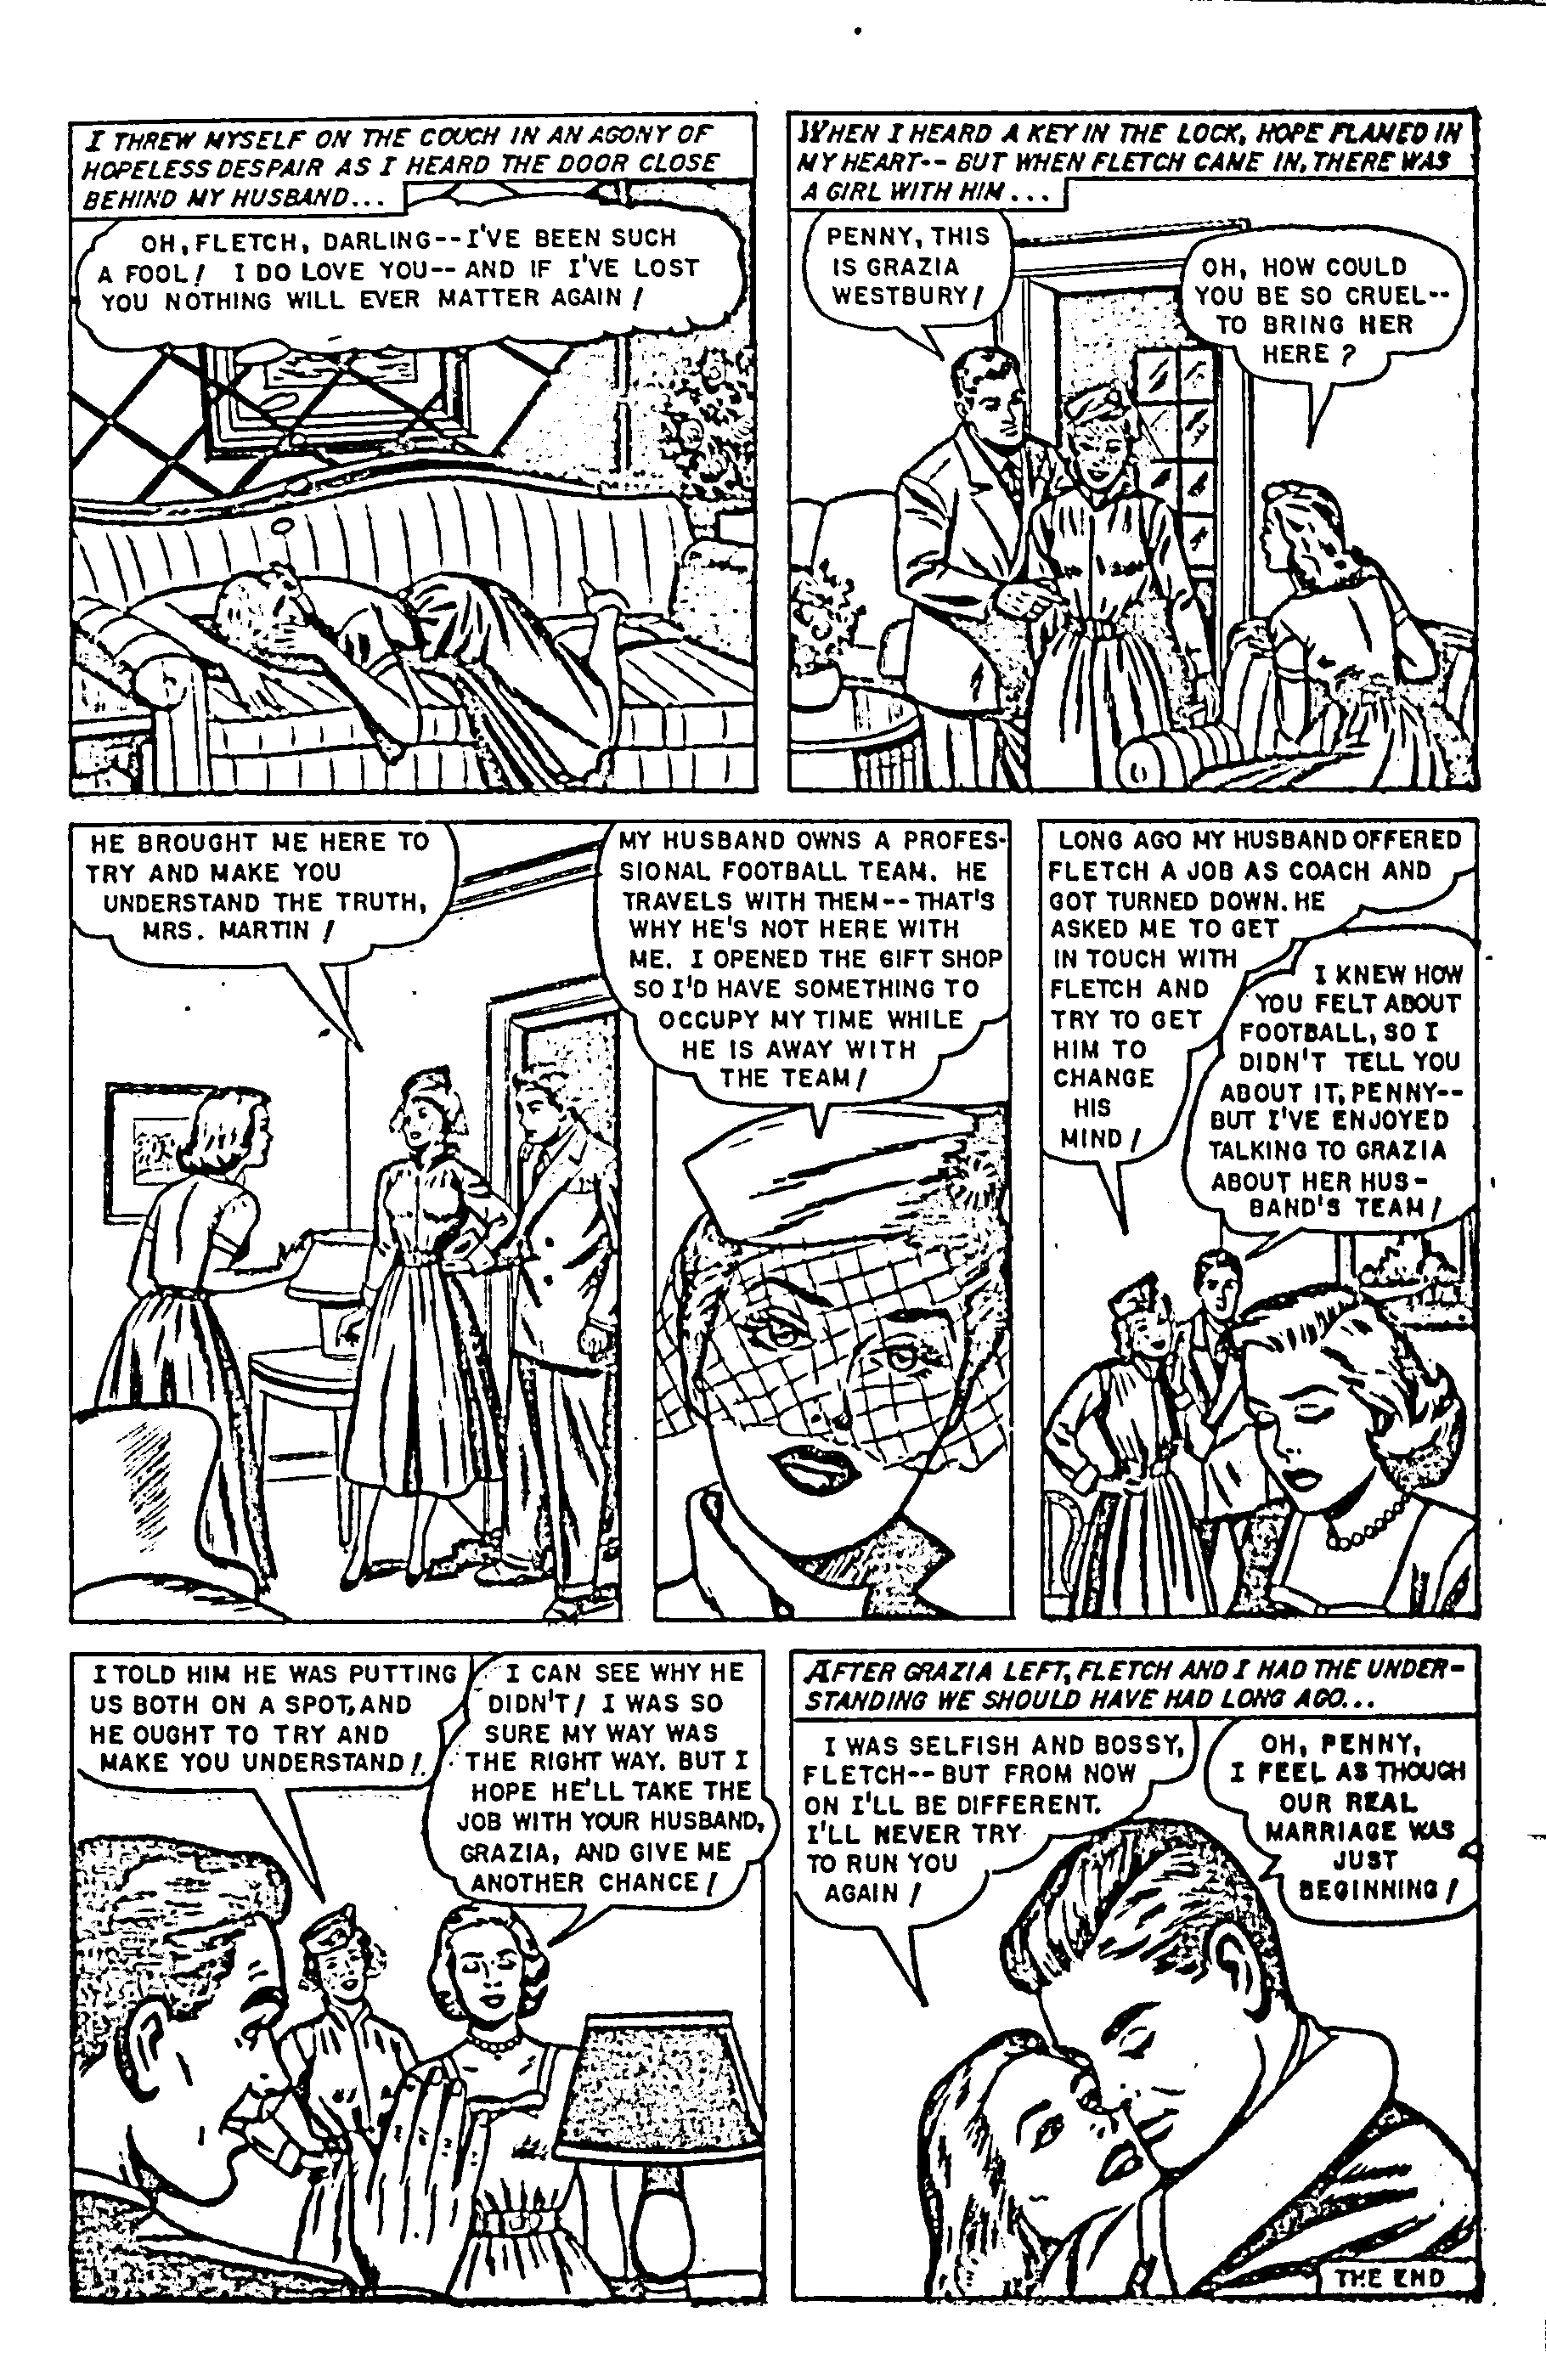 I THREW MYSELF ON THE COUCH IN AN AGONY OF
HOPELESS DESPAIR AS I HEARD THE DOOR CLOSE
BEHIND MY HUSBAND...
OH, FLETCH, DARLING--I'VE BEEN SUCH
A FOOL! I DO LOVE YOU--AND IF I'VE LOST
YOU NOTHING WILL EVER MATTER AGAIN!
WHEN I HEARD A KEY IN THE LOCK, HOPE FLAMED IN
MY HEART-- BUT WHEN FLETCH CAME IN, THERE WAS
A GIRL WITH HIM...
PENNY, THIS
IS GRAZIA
WESTBURY!
OH, HOW COULD
YOU BE SO CRUEL--
TO BRING HER
HERE?
HE BROUGHT ME HERE TO
TRY AND MAKE YOU
UNDERSTAND THE TRUTH,
MRS. MARTIN!
MY HUSBAND OWNS A PROFES-
SIONAL FOOTBALL TEAM. HE
TRAVELS WITH THEM--THAT'S
WHY HE'S NOT HERE WITH
ME. I OPENED THE GIFT SHOP
SO I'D HAVE SOMETHING TO
OCCUPY MY TIME WHILE
HE IS AWAY WITH
THE TEAM!
LONG AGO MY HUSBAND OFFERED
FLETCH A JOB AS COACH AND
GOT TURNED DOWN. HE
ASKED ME TO GET
IN TOUCH WITH
FLETCH AND
TRY TO GET
HIM TO
CHANGE
HIS
MIND!
I KNEW HOW
YOU FELT ABOUT
FOOTBALL, SO I
DIDN'T TELL YOU
ABOUT IT, PENNY--
BUT I'VE ENJOYED
TALKING TO GRAZIA
ABOUT HER HUS-
BAND'S TEAM!
I TOLD HIM HE WAS PUTTING
US BOTH ON A SPOT, AND
HE OUGHT TO TRY AND
MAKE YOU UNDERSTAND!
I CAN SEE WHY HE
DIDN'T! I WAS SO
SURE MY WAY WAS
THE RIGHT WAY. BUT I
HOPE HE'LL TAKE THE
JOB WITH YOUR HUSBAND,
GRAZIA, AND GIVE ME
ANOTHER CHANCE!
AFTER GRAZIA LEFT, FLETCH AND I HAD THE UNDER-
STANDING WE SHOULD HAVE HAD LONG AGO...
I WAS SELFISH AND BOSSY,
FLETCH--BUT FROM NOW
ON I'LL BE DIFFERENT.
I'LL NEVER TRY
TO RUN YOU
AGAIN!
OH, PENNY,
I FEEL AS THOUGH
OUR REAL
MARRIAGE WAS
JUST
BEGINNING!
THE END